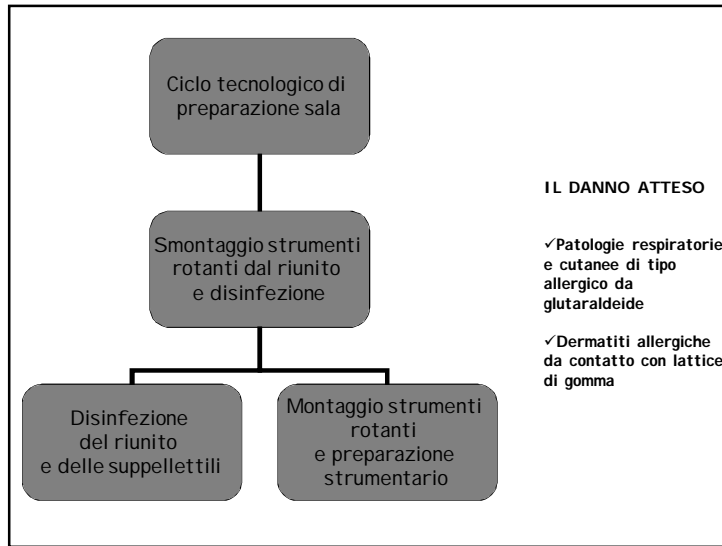 Ciclo tecnologico di
preparazione sala
Smontaggio strumenti
rotanti dal riunito
e disinfezione
Disinfezione
del riunito
e delle suppellettili
Montaggio strumenti
rotanti
e preparazione
strumentario
IL DANNO ATTESO
✓Patologie respiratorie
e cutanee di tipo
allergico da
glutaraldeide
✓Dermatiti allergiche
da contatto con lattice
di gomma